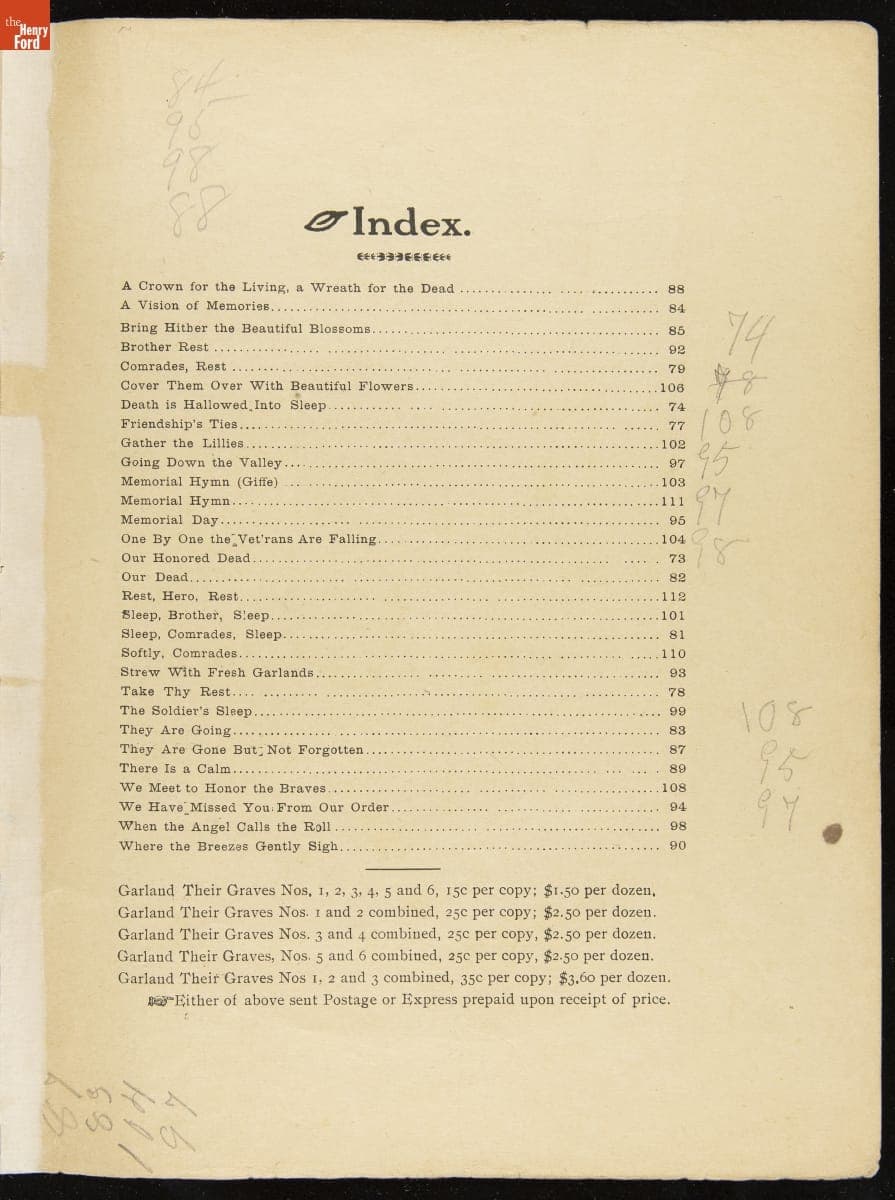 the
Henry
Ford
84
95
98
88
Index.
A Crown for the Living, a Wreath for the Dead .......... 88
A Vision of Memories.......... 84
Bring Hither the Beautiful Blossoms.......... 85
Brother Rest .......... 92
Comrades, Rest .......... 79
Cover Them Over With Beautiful Flowers.......... 106
Death is Hallowed Into Sleep.......... 74
Friendship's Ties.......... 77
Gather the Lillies.......... 102
Going Down the Valley.......... 97
Memorial Hymn (Giffe) .......... 103
Memorial Hymn.......... 111
Memorial Day.......... 95
One By One the Vet'rans Are Falling.......... 104
Our Honored Dead.......... 73
Our Dead.......... 82
Rest, Hero, Rest.......... 112
Sleep, Brother, Sleep.......... 101
Sleep, Comrades, Sleep.......... 81
Softly, Comrades.......... 110
Strew With Fresh Garlands.......... 93
Take Thy Rest.......... 78
The Soldier's Sleep.......... 99
They Are Going.......... 83
They Are Gone But Not Forgotten.......... 87
There Is a Calm.......... 89
We Meet to Honor the Braves.......... 108
We Have Missed You From Our Order.......... 94
When the Angel Calls the Roll.......... 98
Where the Breezes Gently Sigh.......... 90
74
98
108
95
97
98
108
95
97
Garland Their Graves Nos. 1, 2, 3, 4, 5 and 6, 15c per copy; $1.50 per dozen.
Garland Their Graves Nos. 1 and 2 combined, 25c per copy; $2.50 per dozen.
Garland Their Graves Nos. 3 and 4 combined, 25c per copy, $2.50 per dozen.
Garland Their Graves, Nos. 5 and 6 combined, 25c per copy, $2.50 per dozen.
Garland Their Graves Nos 1, 2 and 3 combined, 35c per copy; $3.60 per dozen.
☞Either of above sent Postage or Express prepaid upon receipt of price.